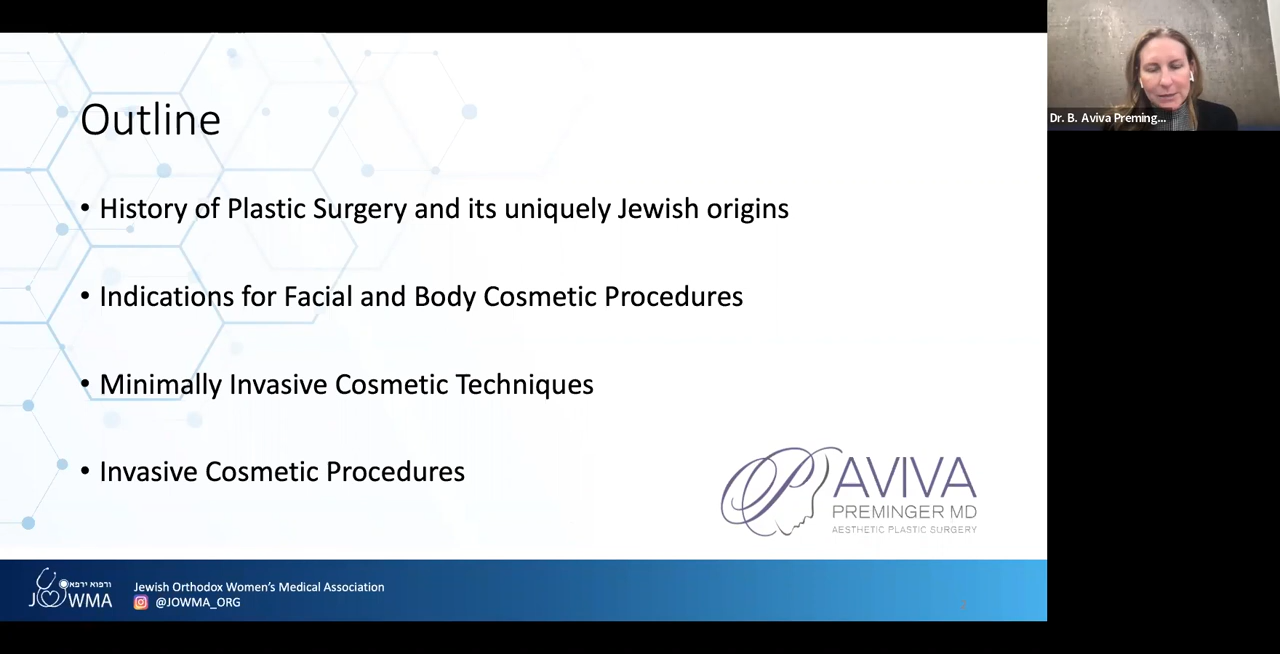 Outline
• History of Plastic Surgery and its uniquely Jewish origins
• Indications for Facial and Body Cosmetic Procedures
• Minimally Invasive Cosmetic Techniques
• Invasive Cosmetic Procedures
AVIVA
PREMINGER MD
AESTHETIC PLASTIC SURGERY
ורפוא ירפא
JOWMA
Jewish Orthodox Women's Medical Association
@JOWMA_ORG
Dr. B. Aviva Preming...